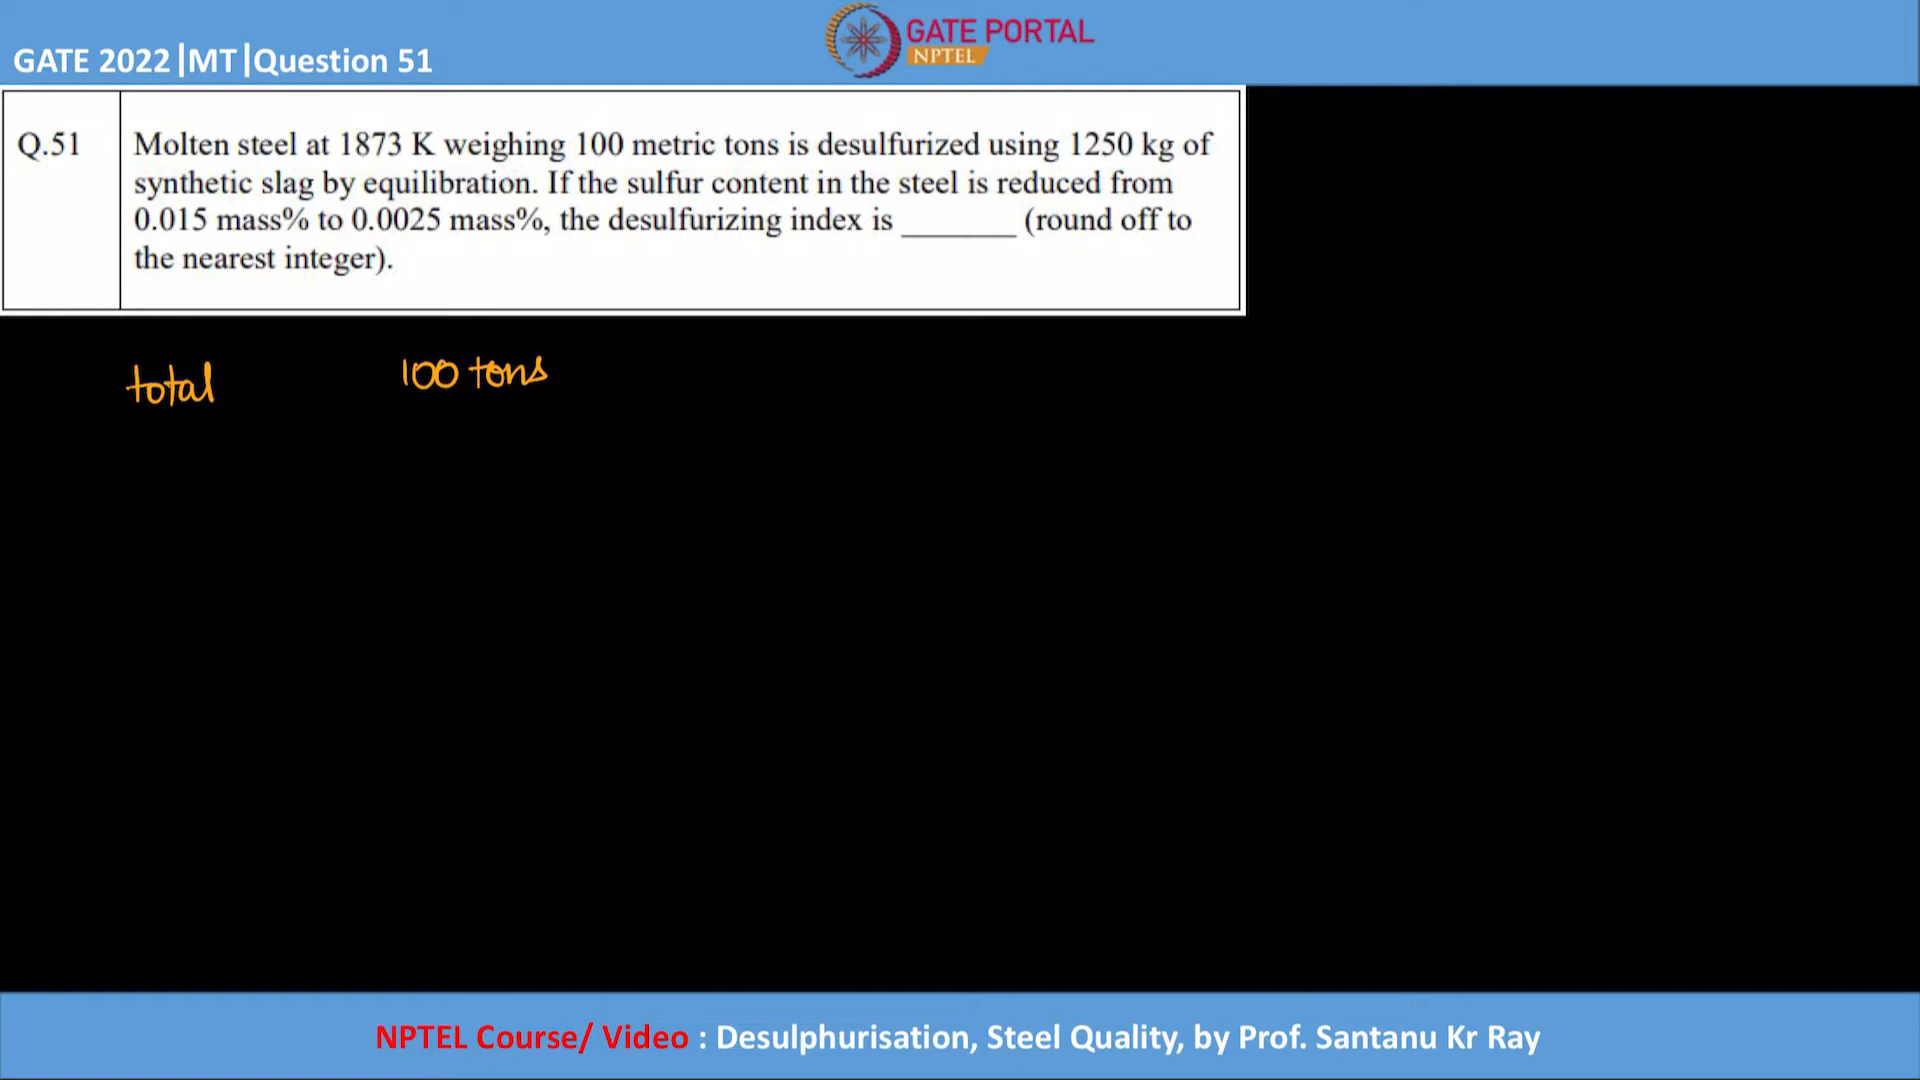 GATE PORTAL
NPTEL
GATE 2022|MT|Question 51
Q.51
Molten steel at 1873 K weighing 100 metric tons is desulfurized using 1250 kg of
synthetic slag by equilibration. If the sulfur content in the steel is reduced from
0.015 mass% to 0.0025 mass%, the desulfurizing index is _______ (round off to
the nearest integer).
total 100 tons
NPTEL Course/ Video : Desulphurisation, Steel Quality, by Prof. Santanu Kr Ray